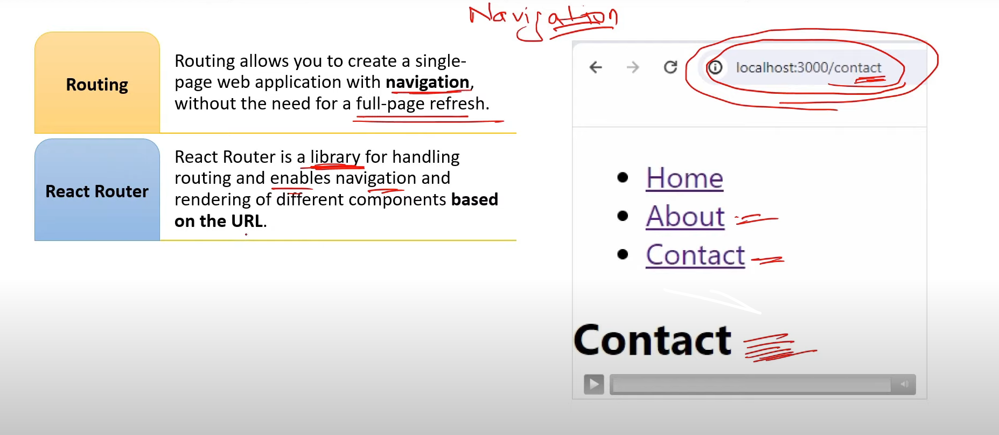 Navigation
Routing
Routing allows you to create a single-
page web application with navigation,
without the need for a full-page refresh.
React Router
React Router is a library for handling
routing and enables navigation and
rendering of different components based
on the URL.
localhost:3000/contact
Home
About
Contact
Contact